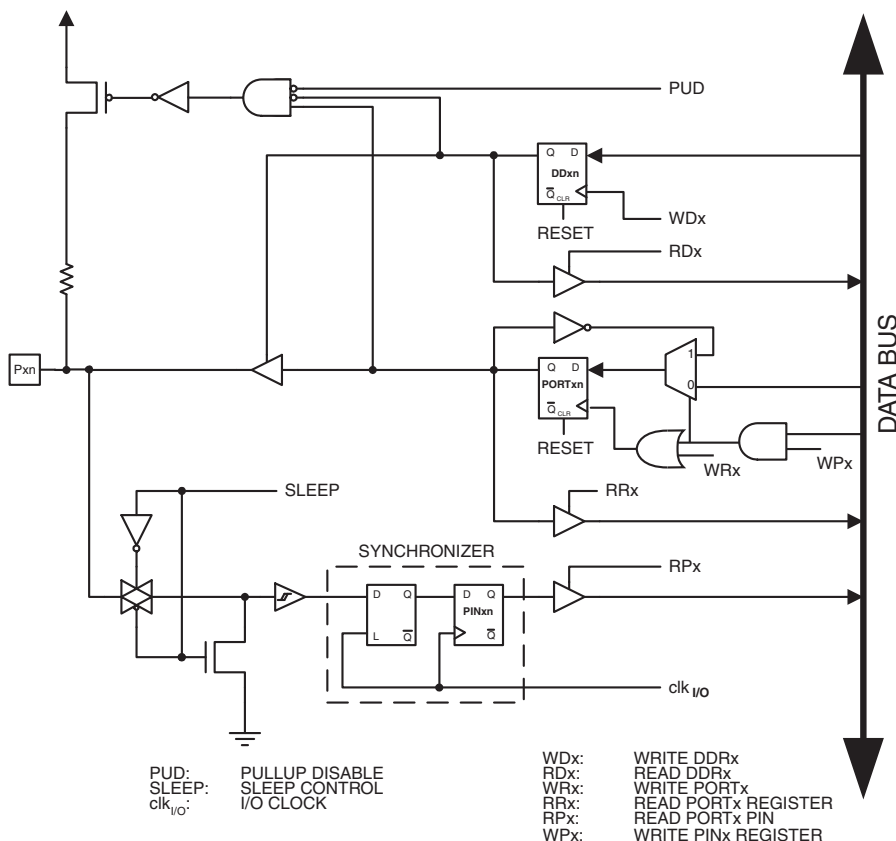 PUD
Q D
DDxn
Q CLR
WDx
RESET
RDx
1
Pxn
Q D
PORTxn
0
Q CLR
RESET
WRx
WPx
DATA BUS
SLEEP
RRx
SYNCHRONIZER
RPx
D Q
D Q
PINxn
L Q
Q
clk I/O
PUD: PULLUP DISABLE
SLEEP: SLEEP CONTROL
clkI/O: I/O CLOCK
WDx: WRITE DDRx
RDx: READ DDRx
WRx: WRITE PORTx
RRx: READ PORTx REGISTER
RPx: READ PORTx PIN
WPx: WRITE PINx REGISTER